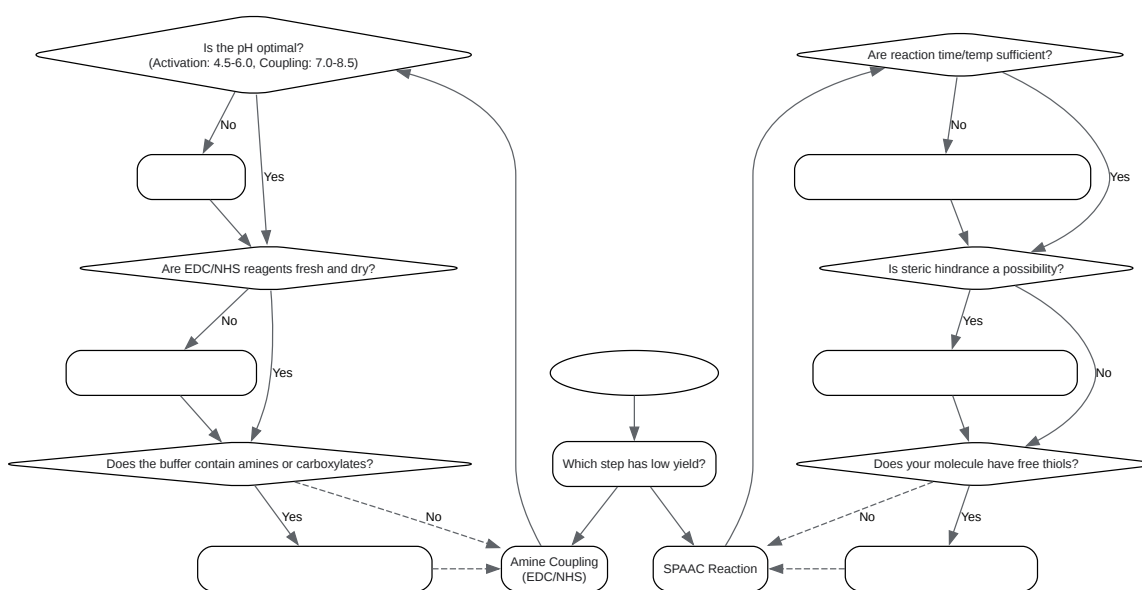 Is the pH optimal?
(Activation: 4.5-6.0, Coupling: 7.0-8.5)
No
Yes
Are EDC/NHS reagents fresh and dry?
No
Yes
Does the buffer contain amines or carboxylates?
Yes
No
Which step has low yield?
Amine Coupling
(EDC/NHS)
SPAAC Reaction
Are reaction time/temp sufficient?
No
Yes
Is steric hindrance a possibility?
Yes
No
Does your molecule have free thiols?
No
Yes